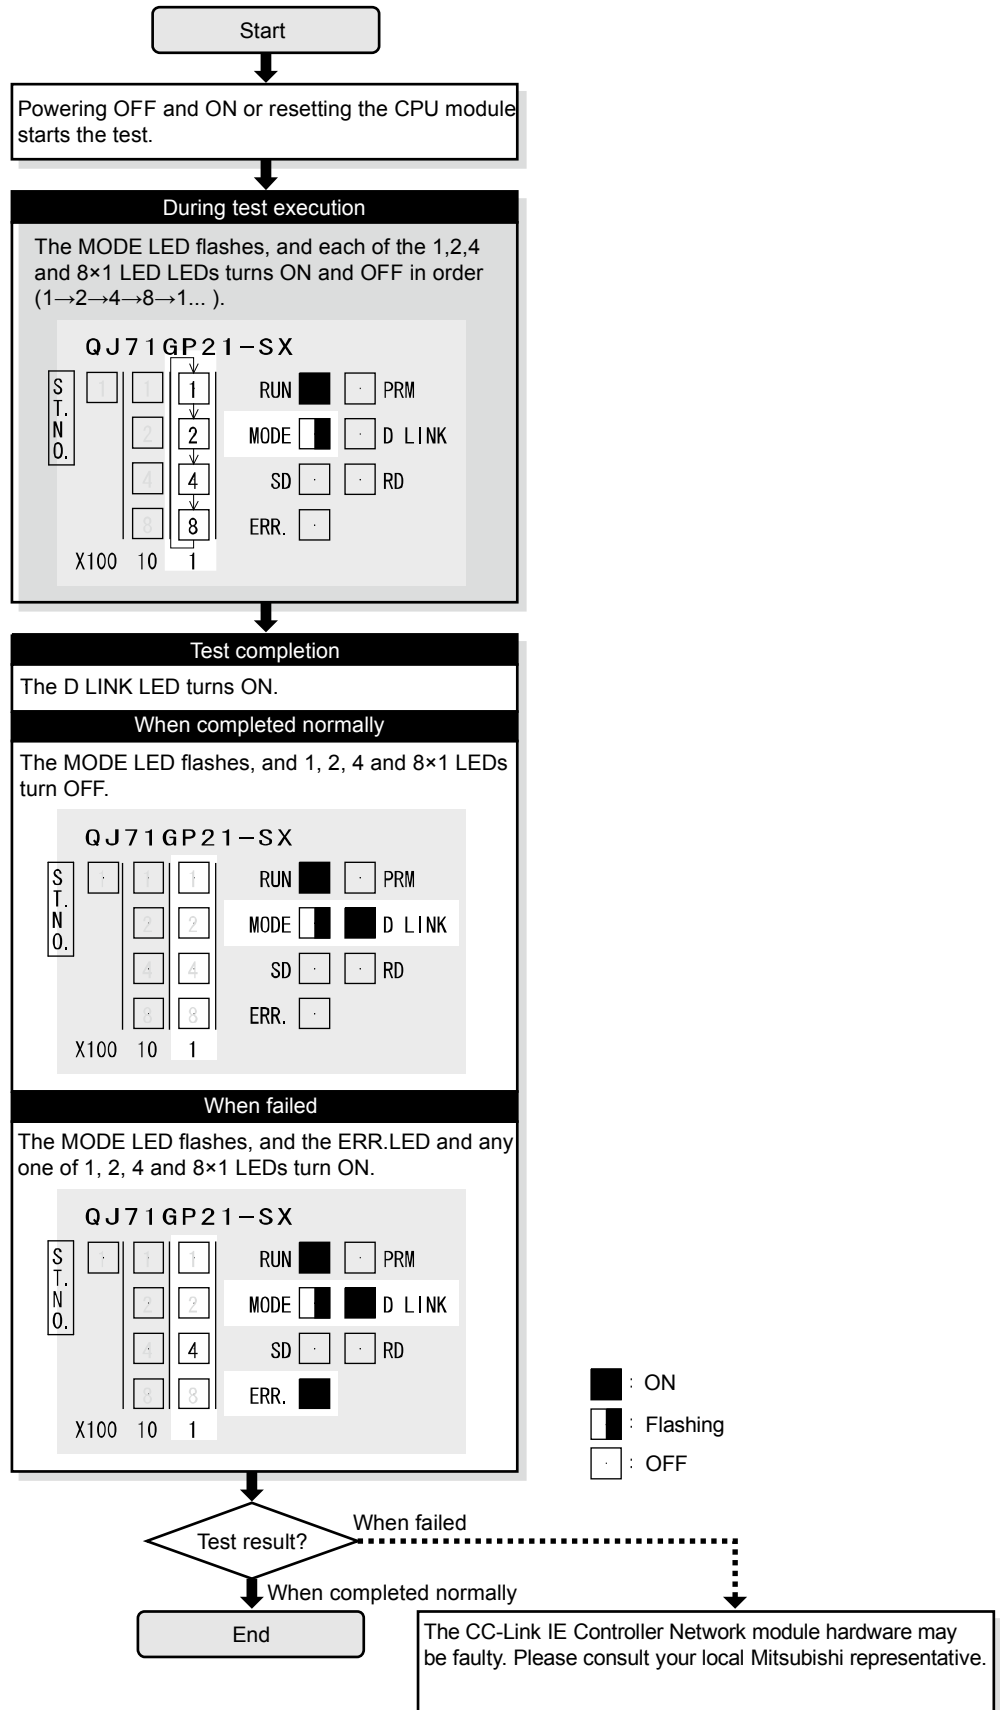 Start
Powering OFF and ON or resetting the CPU module
starts the test.
During test execution
The MODE LED flashes, and each of the 1,2,4
and 8×1 LED LEDs turns ON and OFF in order
(1→2→4→8→1... ).
QJ71GP21-SX
ST.NO.
1 1 1 RUN PRM
2 2 MODE D LINK
4 4 SD RD
8 8 ERR.
X100 10 1
Test completion
The D LINK LED turns ON.
When completed normally
The MODE LED flashes, and 1, 2, 4 and 8×1 LEDs
turn OFF.
QJ71GP21-SX
ST.NO.
1 1 1 RUN PRM
2 2 MODE D LINK
4 4 SD RD
8 8 ERR.
X100 10 1
When failed
The MODE LED flashes, and the ERR.LED and any
one of 1, 2, 4 and 8×1 LEDs turn ON.
QJ71GP21-SX
ST.NO.
1 1 1 RUN PRM
2 2 MODE D LINK
4 4 SD RD
8 8 ERR.
X100 10 1
: ON
: Flashing
: OFF
Test result?
When failed
When completed normally
End
The CC-Link IE Controller Network module hardware may
be faulty. Please consult your local Mitsubishi representative.